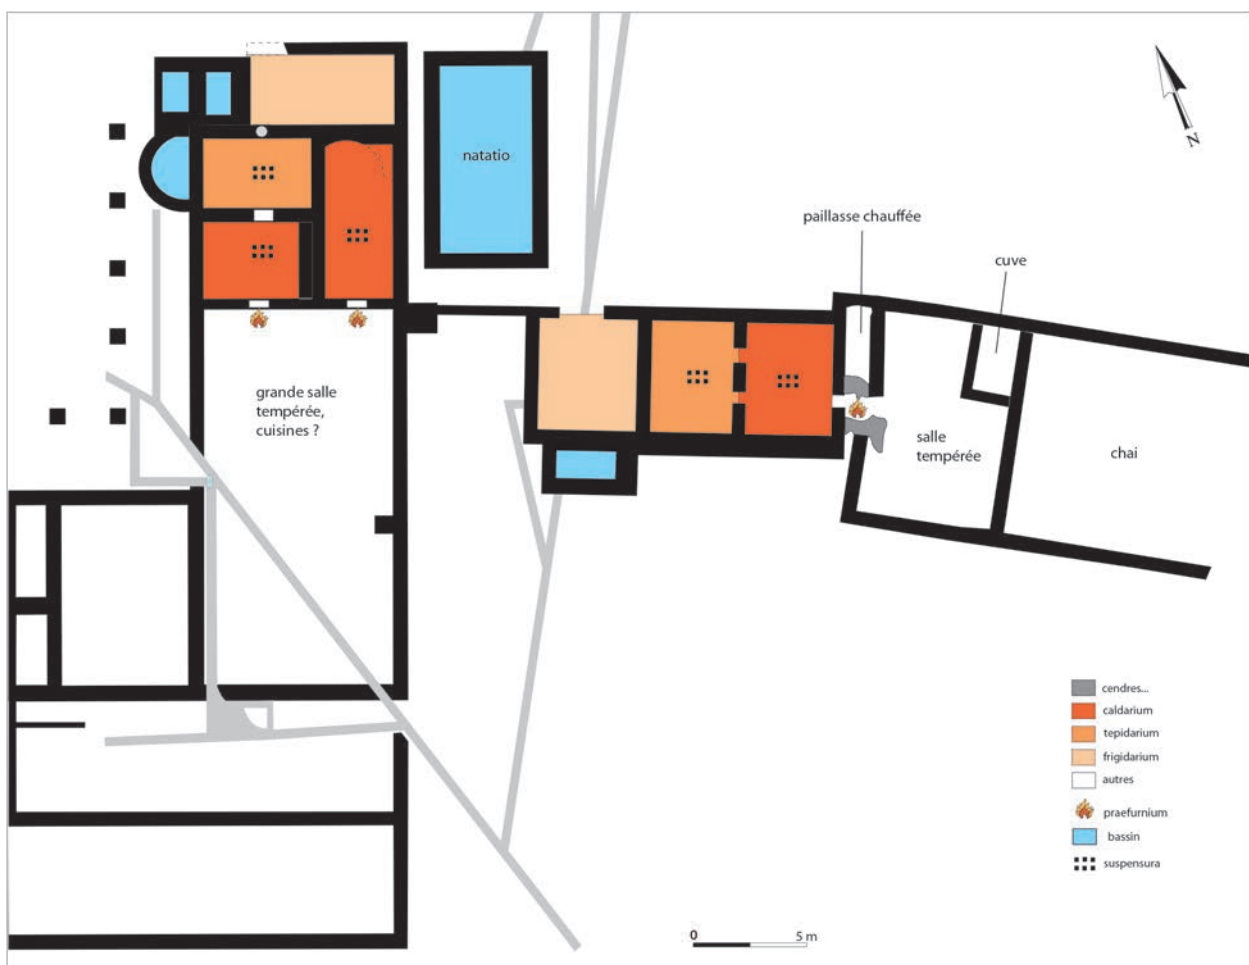 natatio
N
paillasse chauffée
cuve
grande salle
tempérée,
cuisines ?
salle
tempérée
chai
cendres...
caldarium
tepidarium
frigidarium
autres
praefurnium
bassin
suspensura
0 5 m